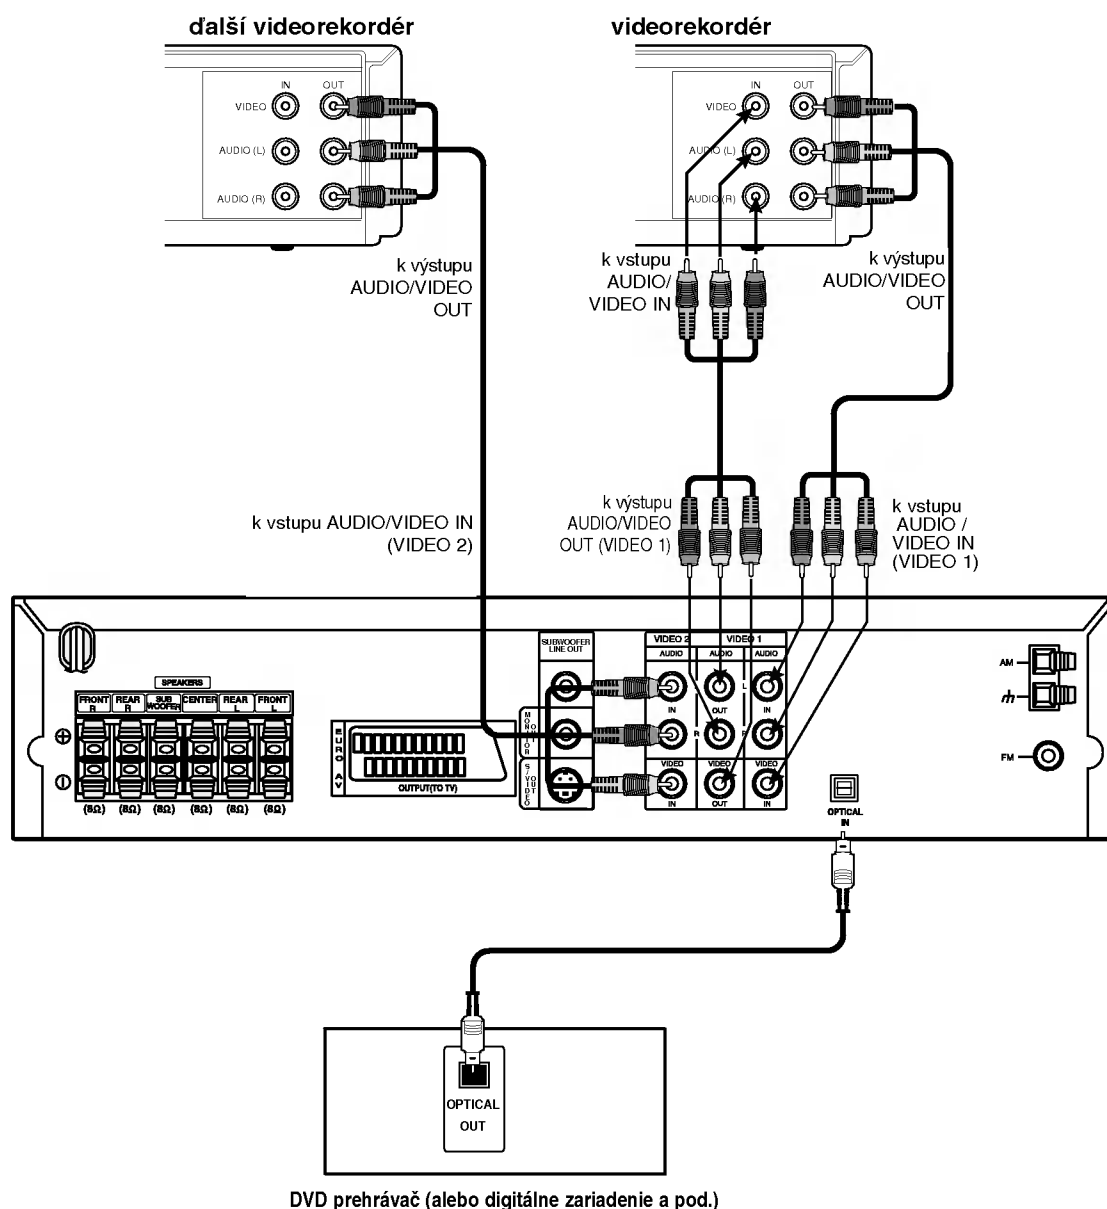 ďalší videorekordér
videorekordér
IN OUT
VIDEO
AUDIO (L)
AUDIO (R)
IN OUT
VIDEO
AUDIO (L)
AUDIO (R)
k výstupu
AUDIO/VIDEO
OUT
k vstupu
AUDIO/
VIDEO IN
k výstupu
AUDIO/VIDEO
OUT
k vstupu AUDIO/VIDEO IN
(VIDEO 2)
k výstupu
AUDIO/VIDEO
OUT (VIDEO 1)
k vstupu
AUDIO /
VIDEO IN
(VIDEO 1)
SPEAKERS
FRONT R
REAR R
SUB WOOFER
CENTER
REAR L
FRONT L
(8Ω) (8Ω) (8Ω) (8Ω) (8Ω) (8Ω)
EURO AV
OUTPUT(TO TV)
SUBWOOFER
LINE OUT
MONITOR OUT
S/VIDEO OUT
VIDEO 2 VIDEO 1
AUDIO AUDIO AUDIO
L
IN OUT IN
R R
VIDEO VIDEO VIDEO
IN OUT IN
OPTICAL
IN
AM
FM
OPTICAL
OUT
DVD prehrávač (alebo digitálne zariadenie a pod.)